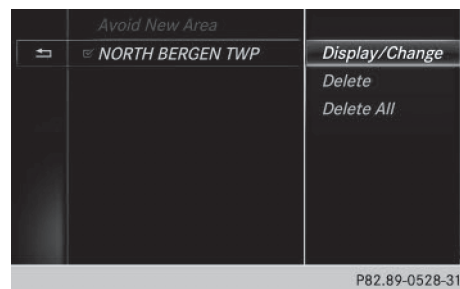 Avoid New Area
NORTH BERGEN TWP
Display/Change
Delete
Delete All
P82.89-0528-31